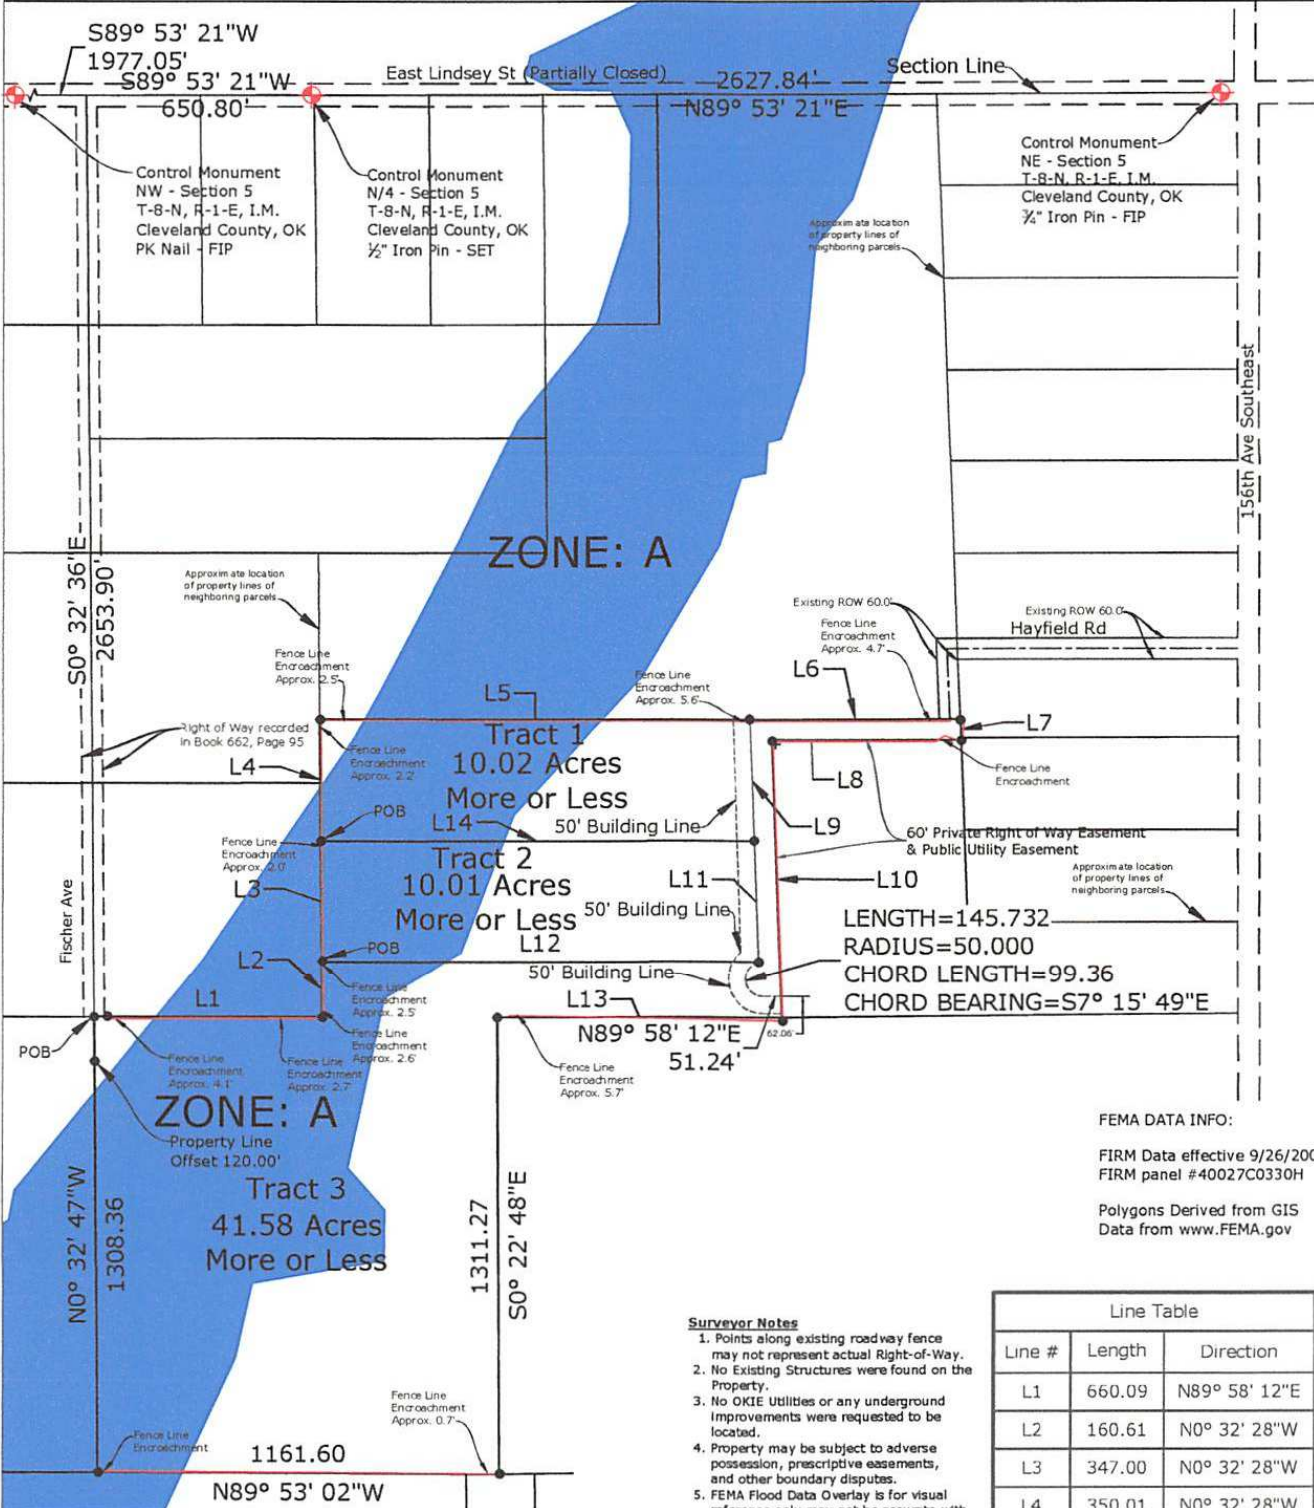 S89° 53' 21"W
1977.05'
S89° 53' 21"W
650.80'
East Lindsey St (Partially Closed)
2627.84'
N89° 53' 21"E
Section Line
Control Monument
NW - Section 5
T-8-N, R-1-E, I.M.
Cleveland County, OK
PK Nail - FIP
Control Monument
N/4 - Section 5
T-8-N, R-1-E, I.M.
Cleveland County, OK
½" Iron Pin - SET
Control Monument
NE - Section 5
T-8-N, R-1-E, I.M.
Cleveland County, OK
¾" Iron Pin - FIP
Approximate location
of property lines of
neighboring parcels
156th Ave Southeast
ZONE: A
S0° 32' 36"E
2653.90'
Approximate location
of property lines of
neighboring parcels
Existing ROW 60.0'
Existing ROW 60.0'
Hayfield Rd
Fence Line
Encroachment
Approx. 4.7'
Fence Line
Encroachment
Approx. 2.5'
Fence Line
Encroachment
Approx. 5.6'
L6
L5
L7
Right of Way recorded
in Book 662, Page 95
Tract 1
10.02 Acres
More or Less
Fence Line
Encroachment
Approx. 2.2'
L4
L8
Fence Line
Encroachment
POB
L14
50' Building Line
L9
60' Private Right of Way Easement
& Public Utility Easement
Fence Line
Encroachment
Approx. 2.0'
Tract 2
10.01 Acres
More or Less
L3
L11
L10
Approximate location
of property lines of
neighboring parcels
50' Building Line
Fischer Ave
LENGTH=145.732
RADIUS=50.000
CHORD LENGTH=99.36
CHORD BEARING=S7° 15' 49"E
POB
L12
L2
50' Building Line
Fence Line
Encroachment
Approx. 2.5'
L1
L13
N89° 58' 12"E
51.24'
62.06'
Fence Line
Encroachment
Approx. 2.6'
POB
Fence Line
Encroachment
Approx. 4.1'
Fence Line
Encroachment
Approx. 2.7'
Fence Line
Encroachment
Approx. 5.7'
ZONE: A
Property Line
Offset 120.00'
Tract 3
41.58 Acres
More or Less
N0° 32' 47"W
1308.36
1311.27
S0° 22' 48"E
FEMA DATA INFO:
FIRM Data effective 9/26/200
FIRM panel #40027C0330H
Polygons Derived from GIS
Data from www.FEMA.gov
Fence Line
Encroachment
Approx. 0.7'
Fence Line
Encroachment
1161.60
N89° 53' 02"W
Surveyor Notes
1. Points along existing roadway fence
may not represent actual Right-of-Way.
2. No Existing Structures were found on the
Property.
3. No OKIE Utilities or any underground
improvements were requested to be
located.
4. Property may be subject to adverse
possession, prescriptive easements,
and other boundary disputes.
5. FEMA Flood Data Overlay is for visual
Line Table
Line # Length Direction
L1 660.09 N89° 58' 12"E
L2 160.61 N0° 32' 28"W
L3 347.00 N0° 32' 28"W
L4 350.01 N0° 32' 28"W